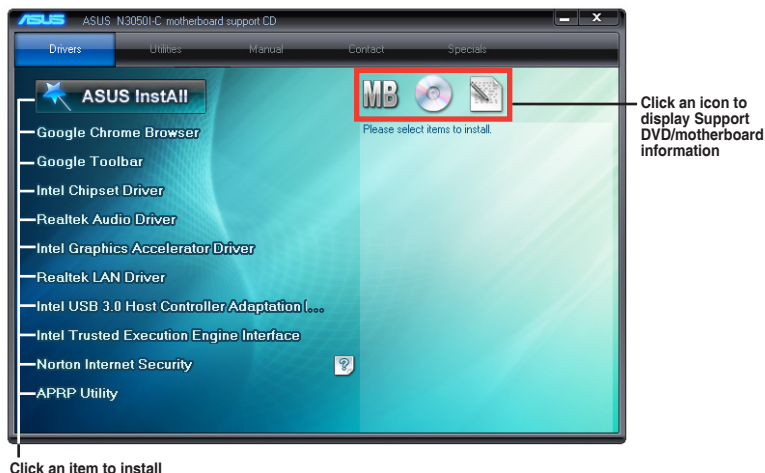 ASUS ASUS N3050I-C motherboard support CD
Drivers Utilities Manual Contact Specials
ASUS InstAll
MB
Please select items to install.
Google Chrome Browser
Google Toolbar
Intel Chipset Driver
Realtek Audio Driver
Intel Graphics Accelerator Driver
Realtek LAN Driver
Intel USB 3.0 Host Controller Adaptation (...
Intel Trusted Execution Engine Interface
Norton Internet Security
?
APRP Utility
Click an icon to
display Support
DVD/motherboard
information
Click an item to install